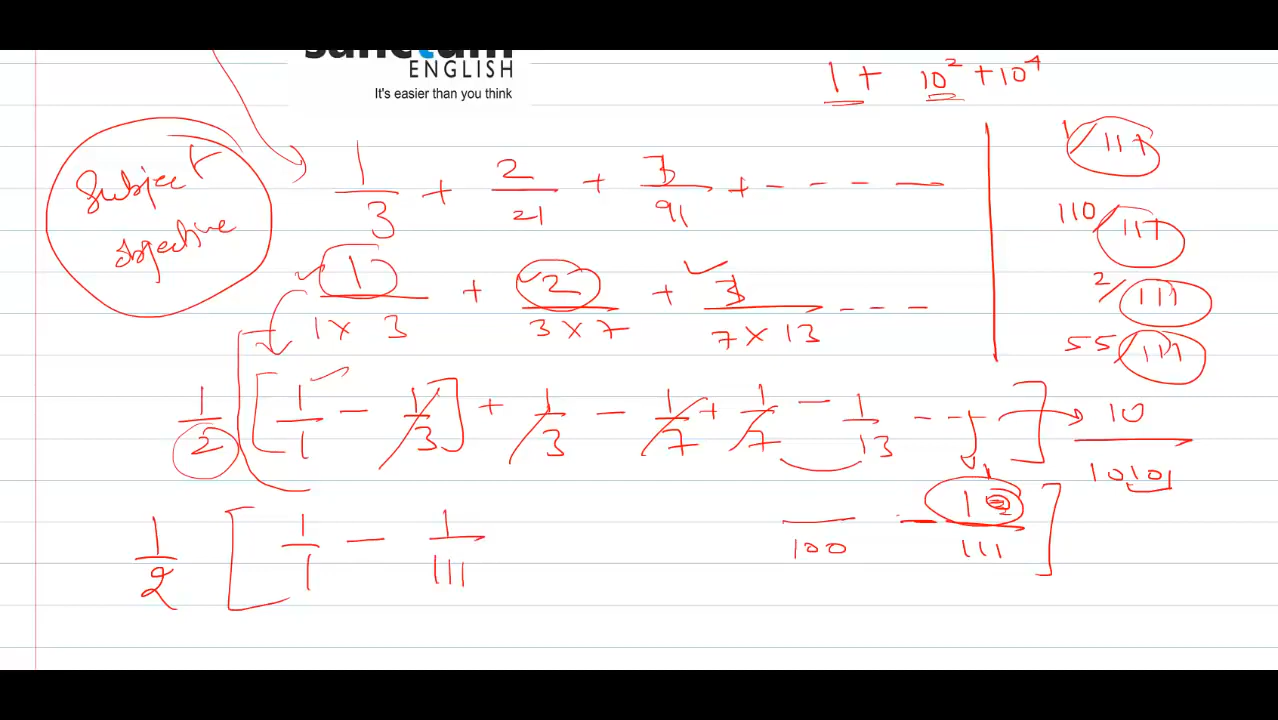 ENGLISH
It's easier than you think
1 + 10² + 10⁴
Subject
objective
1/3 + 2/21 + 3/91 + - - - -
1/111
110/111
2/111
55/111
1/1×3 + 2/3×7 + 3/7×13 - - -
1/2 [ 1/1 - 1/3 ] + 1/3 - 1/7 + 1/7 - 1/13 - - ] 10/10101
1/2 [ 1/1 - 1/111
100 - 1/111 ]